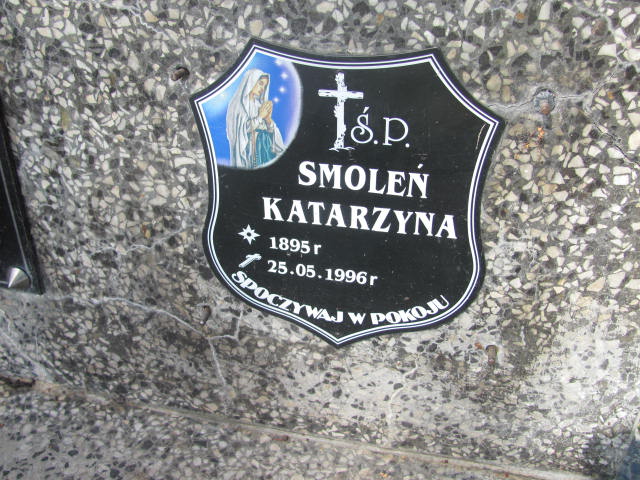 Ś.P.
SMOLEŃ
KATARZYNA
1895 r
25.05.1996 r
SPOCZYWAJ W POKOJU